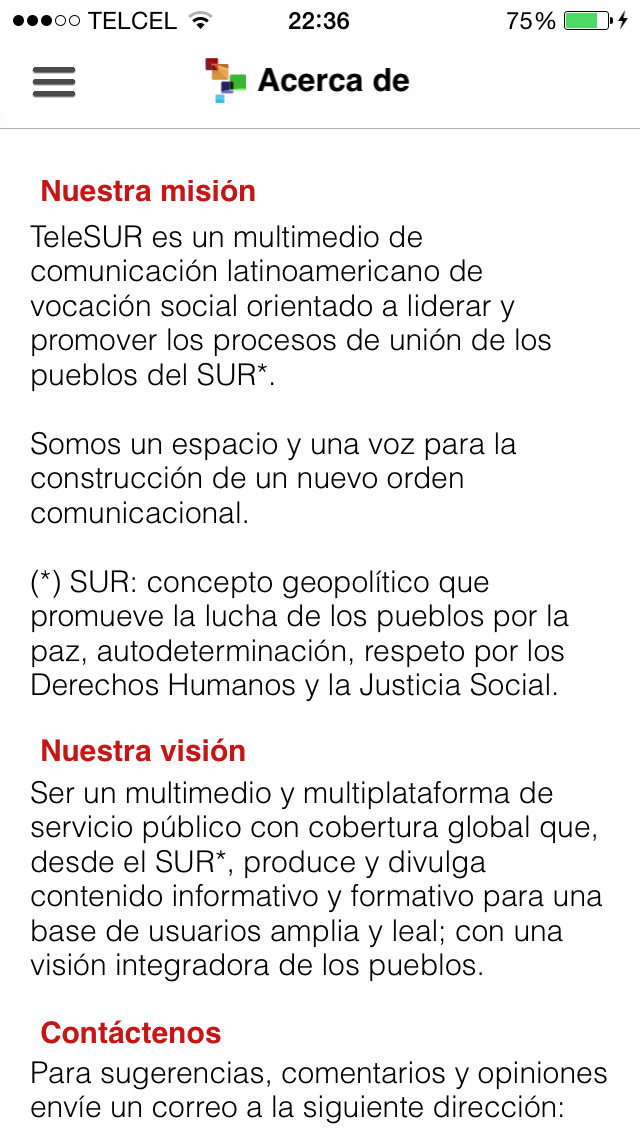 TELCEL 22:36 75%
Acerca de
Nuestra misión
TeleSUR es un multimedio de
comunicación latinoamericano de
vocación social orientado a liderar y
promover los procesos de unión de los
pueblos del SUR*.
Somos un espacio y una voz para la
construcción de un nuevo orden
comunicacional.
(*) SUR: concepto geopolítico que
promueve la lucha de los pueblos por la
paz, autodeterminación, respeto por los
Derechos Humanos y la Justicia Social.
Nuestra visión
Ser un multimedio y multiplataforma de
servicio público con cobertura global que,
desde el SUR*, produce y divulga
contenido informativo y formativo para una
base de usuarios amplia y leal; con una
visión integradora de los pueblos.
Contáctenos
Para sugerencias, comentarios y opiniones
envíe un correo a la siguiente dirección: